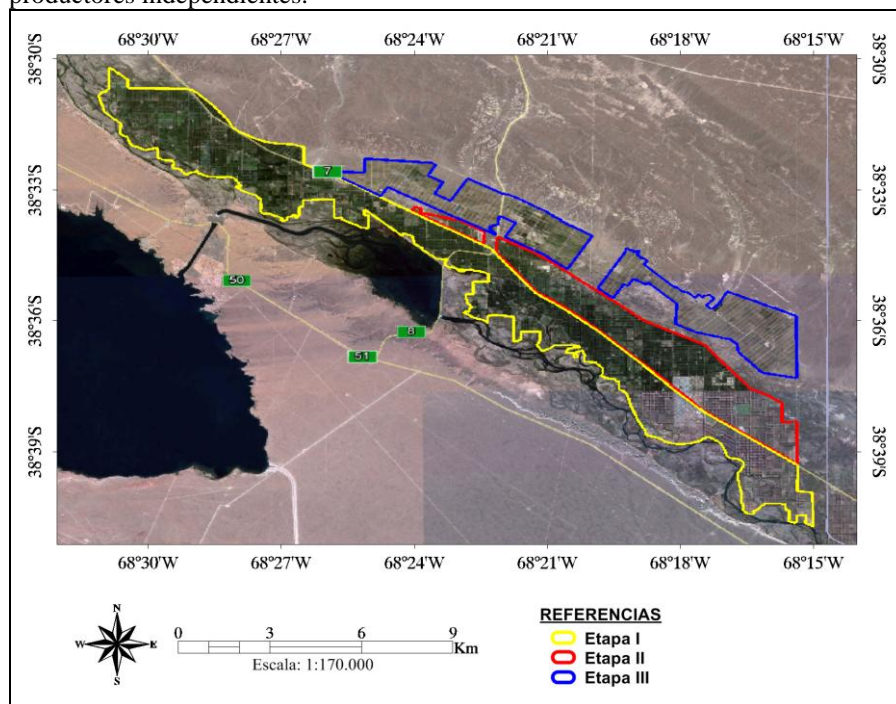 productores independientes.
68°30'W 68°27'W 68°24'W 68°21'W 68°18'W 68°15'W
38°30'S 38°30'S
7
38°33'S 38°33'S
50
38°36'S 38°36'S
8
51
38°39'S 38°39'S
68°30'W 68°27'W 68°24'W 68°21'W 68°18'W 68°15'W
N
W E
S
0 3 6 9
Km
Escala: 1:170.000
REFERENCIAS
Etapa I
Etapa II
Etapa III